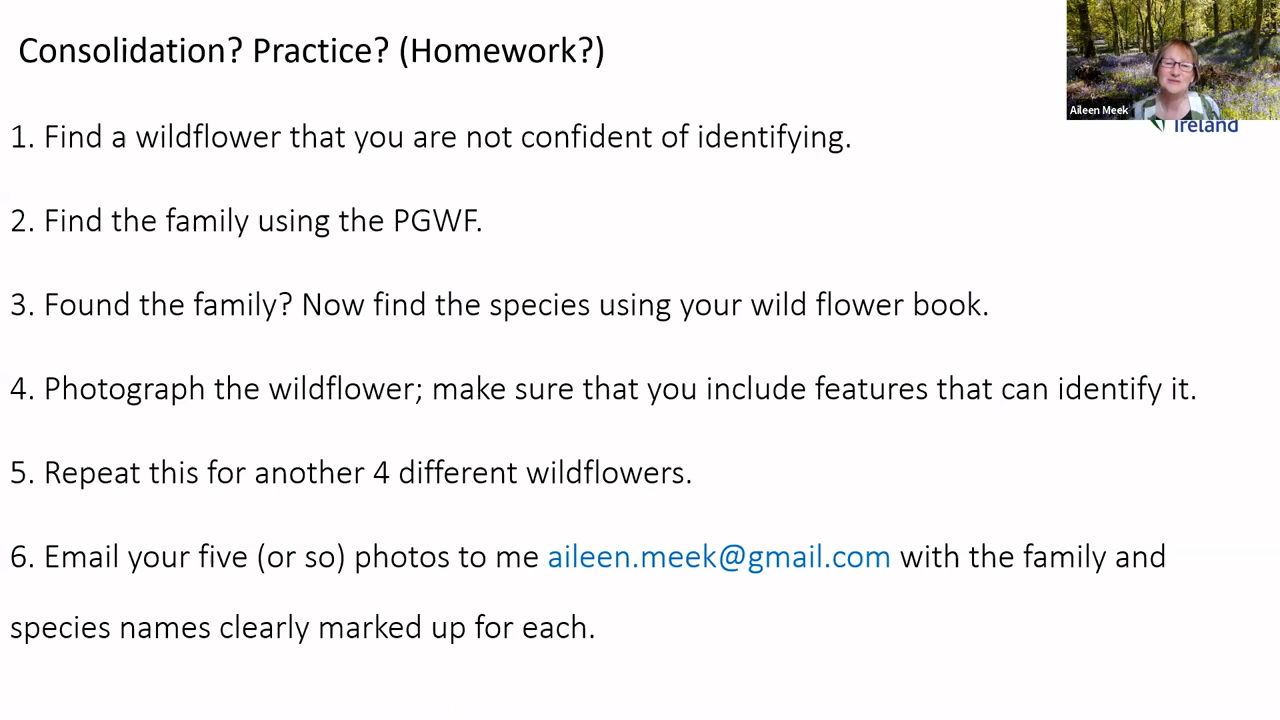 Consolidation? Practice? (Homework?)
Aileen Meek
Ireland
1. Find a wildflower that you are not confident of identifying.
2. Find the family using the PGWF.
3. Found the family? Now find the species using your wild flower book.
4. Photograph the wildflower; make sure that you include features that can identify it.
5. Repeat this for another 4 different wildflowers.
6. Email your five (or so) photos to me aileen.meek@gmail.com with the family and
species names clearly marked up for each.